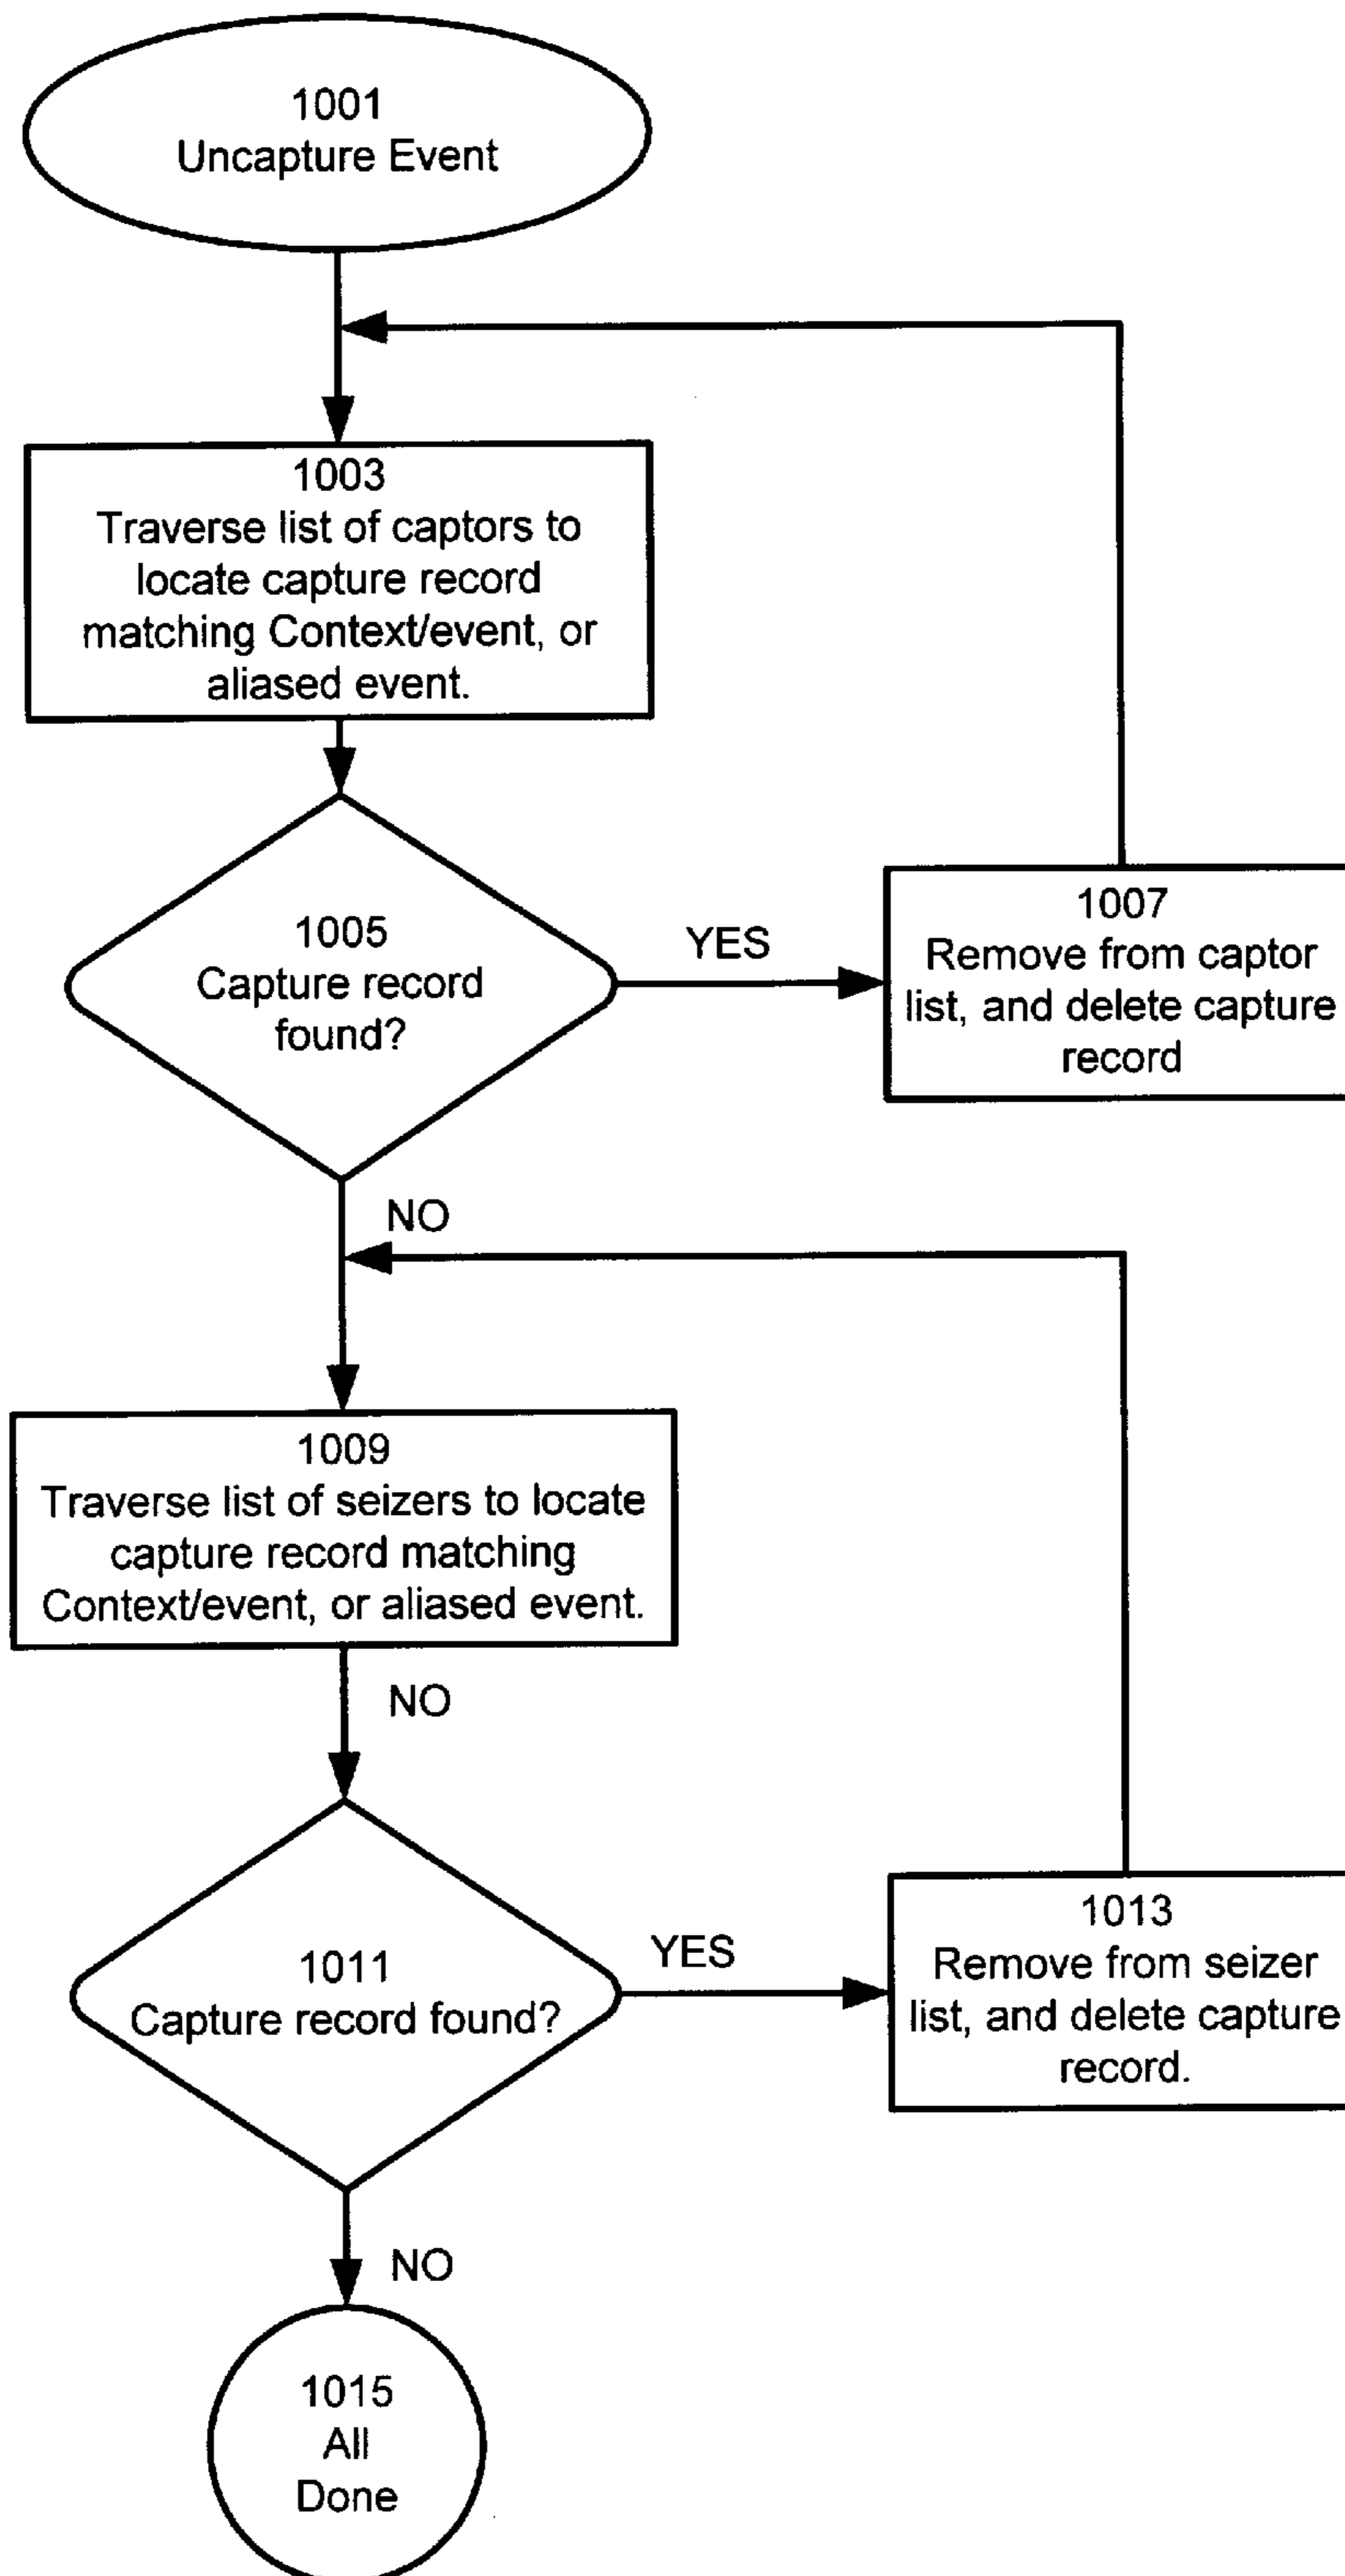 1001
Uncapture Event
1003
Traverse list of captors to
locate capture record
matching Context/event, or
aliased event.
1005
Capture record
found?
YES
1007
Remove from captor
list, and delete capture
record
NO
1009
Traverse list of seizers to locate
capture record matching
Context/event, or aliased event.
NO
1011
Capture record found?
YES
1013
Remove from seizer
list, and delete capture
record.
NO
1015
All
Done